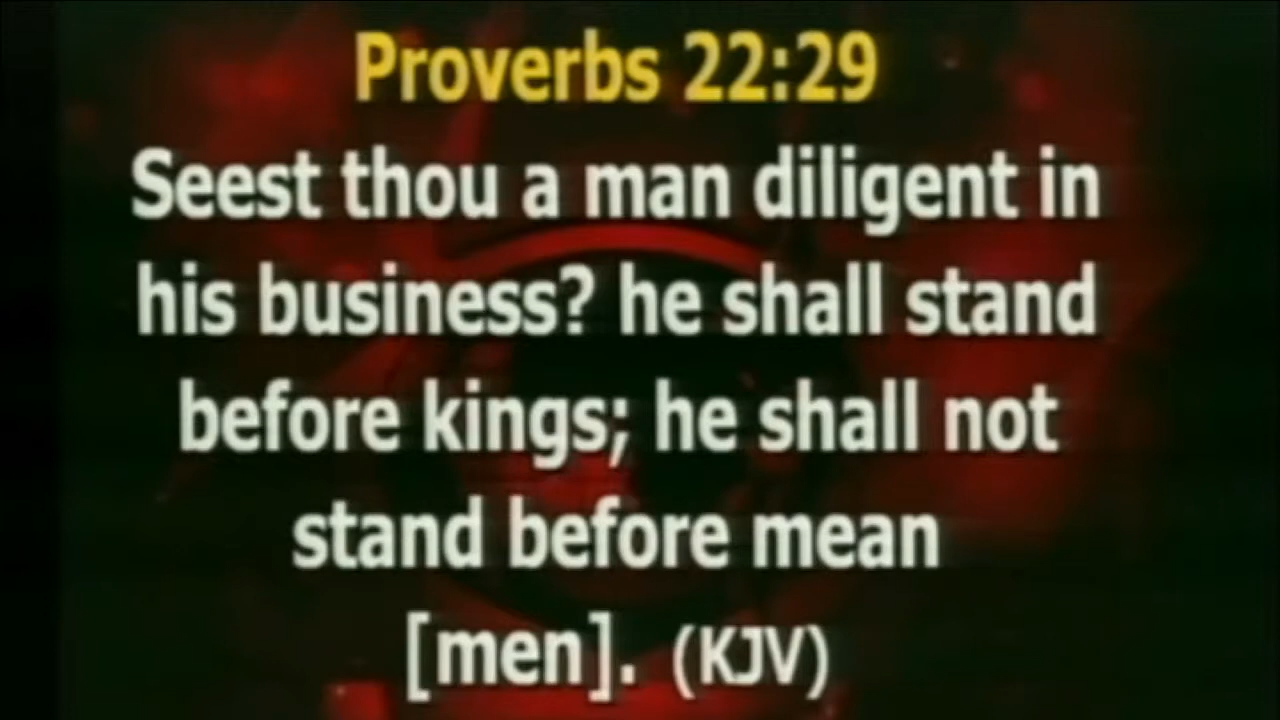 Proverbs 22:29
Seest thou a man diligent in
his business? he shall stand
before kings; he shall not
stand before mean
[men]. (KJV)